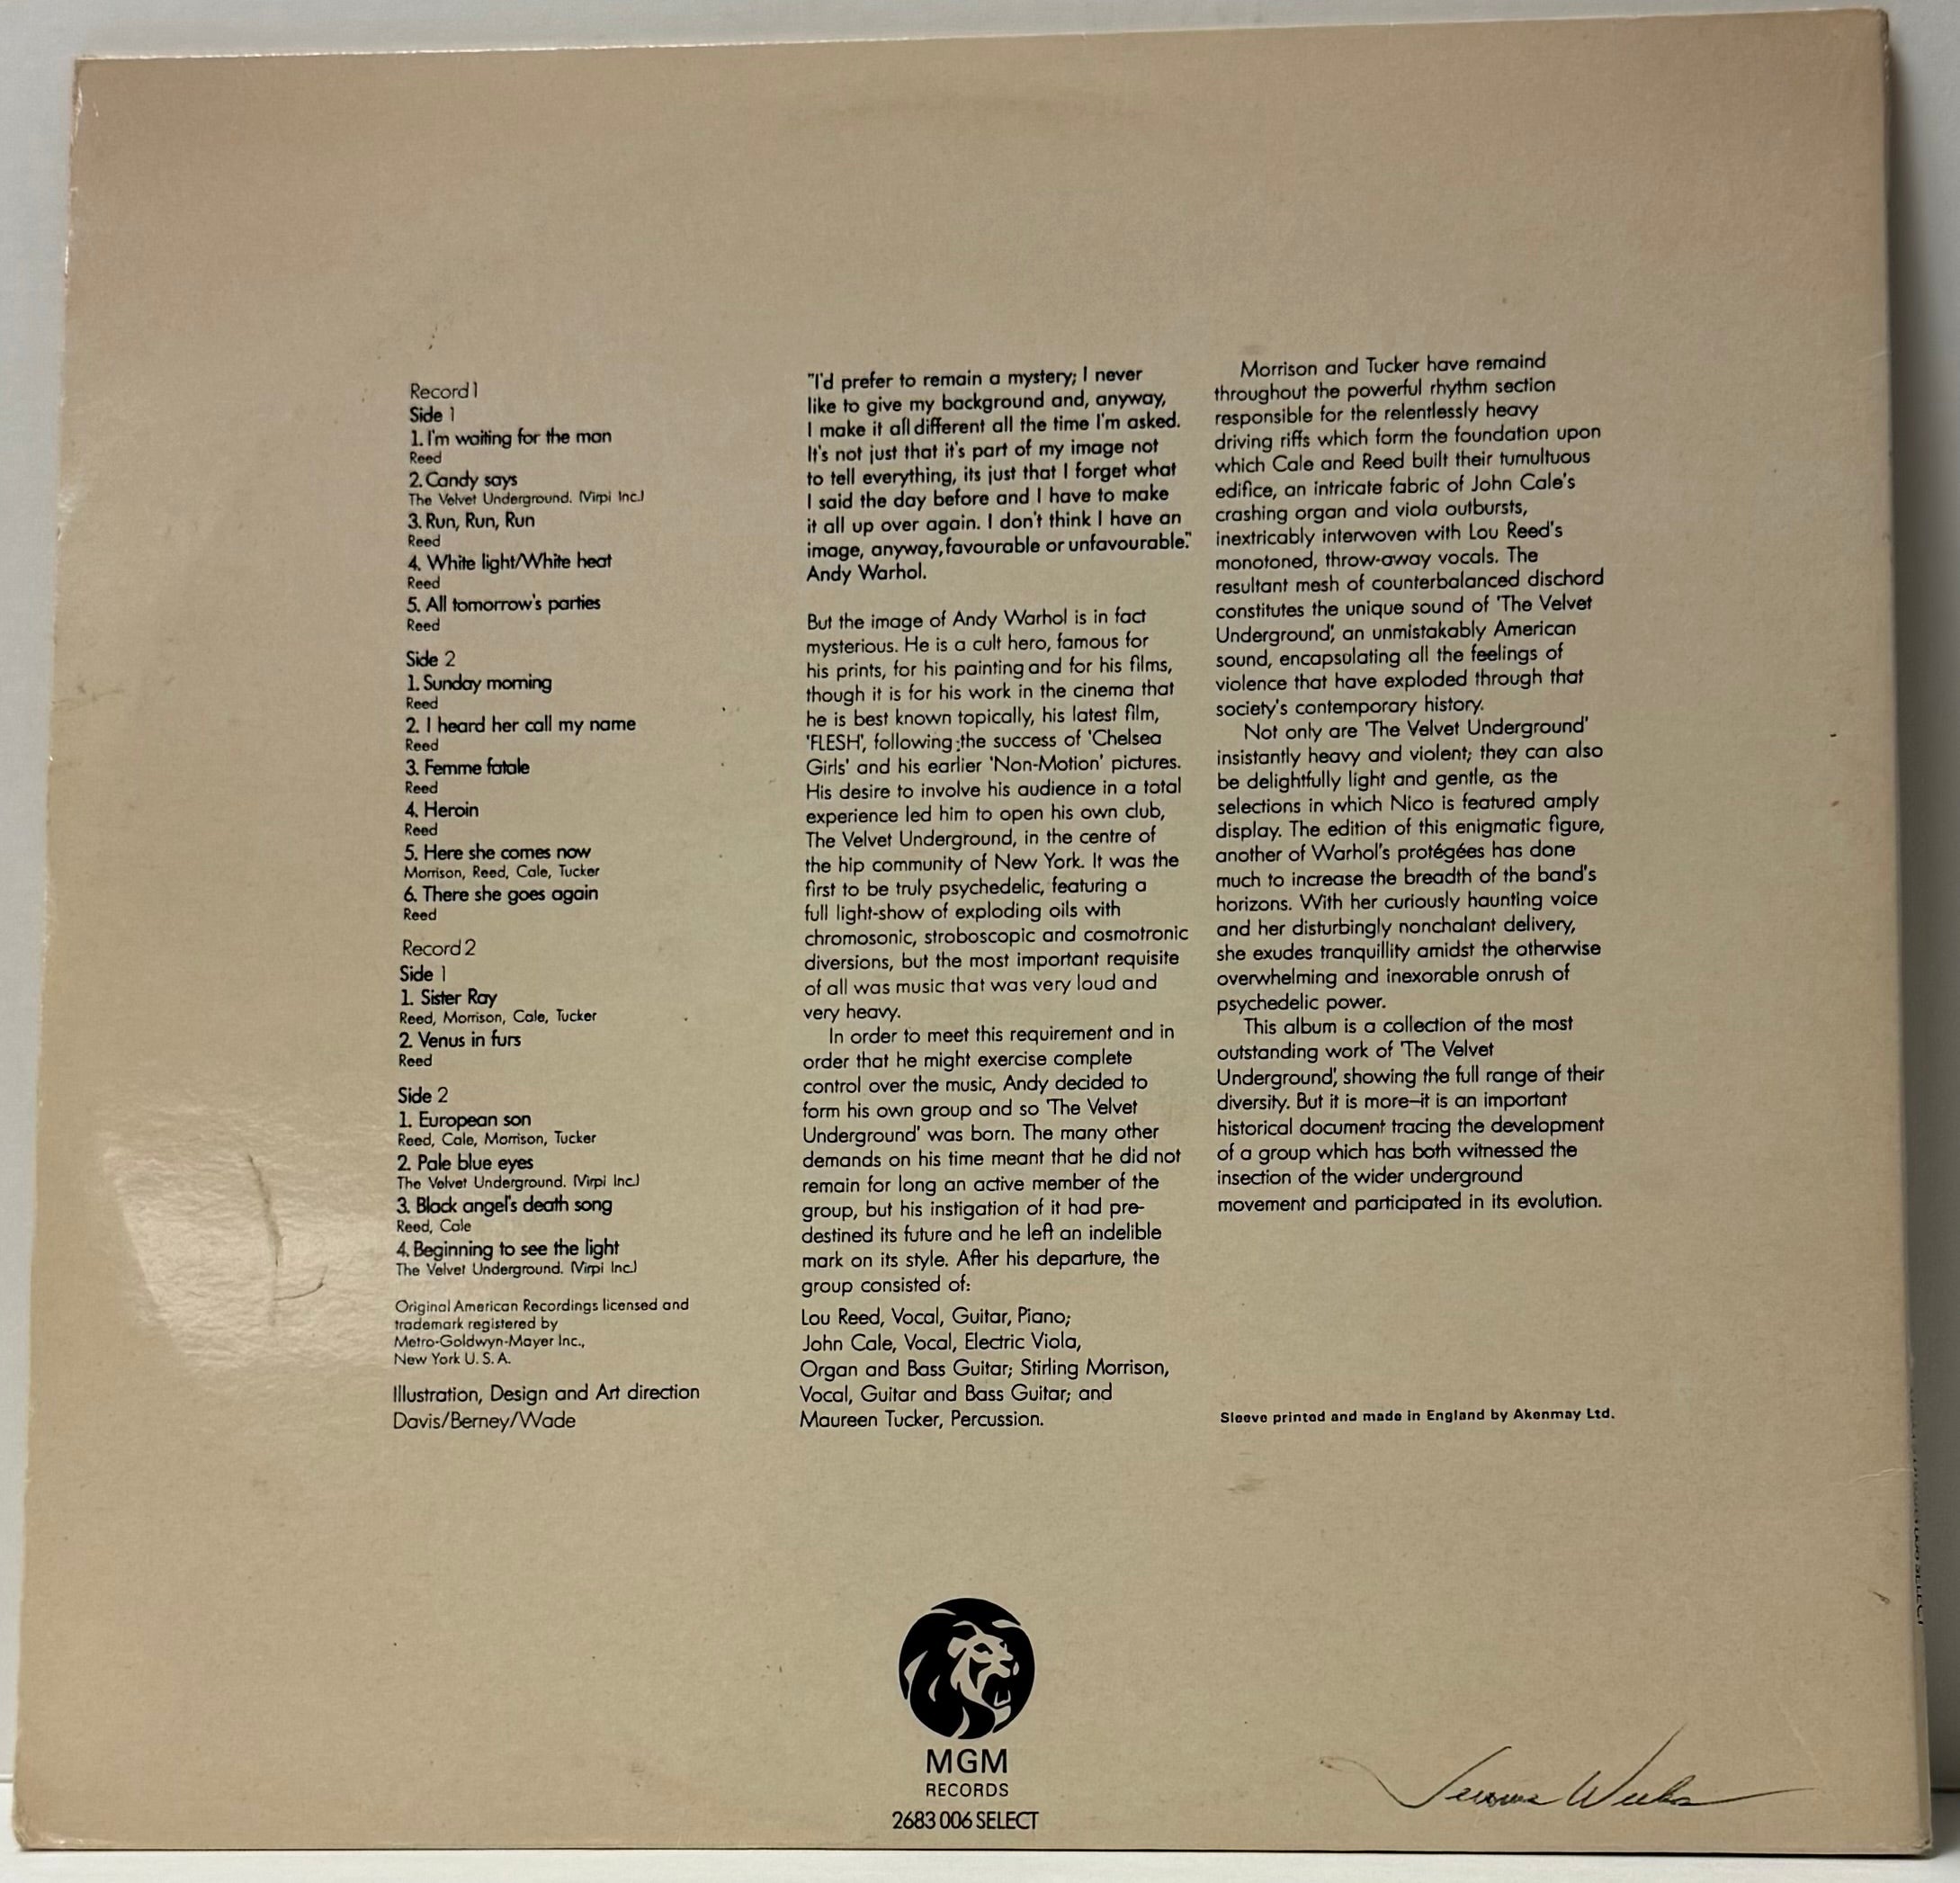 Record 1
Side 1
1. I'm waiting for the man
Reed
2. Candy says
The Velvet Underground. (Virpi Inc.)
3. Run, Run, Run
Reed
4. White light/White heat
Reed
5. All tomorrow's parties
Reed
Side 2
1. Sunday morning
Reed
2. I heard her call my name
Reed
3. Femme fatale
Reed
4. Heroin
Reed
5. Here she comes now
Morrison, Reed, Cale, Tucker
6. There she goes again
Reed
Record 2
Side 1
1. Sister Ray
Reed, Morrison, Cale, Tucker
2. Venus in furs
Reed
Side 2
1. European son
Reed, Cale, Morrison, Tucker
2. Pale blue eyes
The Velvet Underground. (Virpi Inc.)
3. Black angel's death song
Reed, Cale
4. Beginning to see the light
The Velvet Underground. (Virpi Inc.)
Original American Recordings licensed and
trademark registered by
Metro-Goldwyn-Mayer Inc.,
New York U.S.A.
Illustration, Design and Art direction
Davis/Berney/Wade
"I'd prefer to remain a mystery; I never
like to give my background and, anyway,
I make it all different all the time I'm asked.
It's not just that it's part of my image not
to tell everything, its just that I forget what
I said the day before and I have to make
it all up over again. I don't think I have an
image, anyway, favourable or unfavourable."
Andy Warhol.
But the image of Andy Warhol is in fact
mysterious. He is a cult hero, famous for
his prints, for his painting and for his films,
though it is for his work in the cinema that
he is best known topically, his latest film,
'FLESH', following the success of 'Chelsea
Girls' and his earlier 'Non-Motion' pictures.
His desire to involve his audience in a total
experience led him to open his own club,
The Velvet Underground, in the centre of
the hip community of New York. It was the
first to be truly psychedelic, featuring a
full light-show of exploding oils with
chromosonic, stroboscopic and cosmotronic
diversions, but the most important requisite
of all was music that was very loud and
very heavy.
In order to meet this requirement and in
order that he might exercise complete
control over the music, Andy decided to
form his own group and so 'The Velvet
Underground' was born. The many other
demands on his time meant that he did not
remain for long an active member of the
group, but his instigation of it had pre-
destined its future and he left an indelible
mark on its style. After his departure, the
group consisted of:
Lou Reed, Vocal, Guitar, Piano;
John Cale, Vocal, Electric Viola,
Organ and Bass Guitar; Stirling Morrison,
Vocal, Guitar and Bass Guitar; and
Maureen Tucker, Percussion.
Morrison and Tucker have remaind
throughout the powerful rhythm section
responsible for the relentlessly heavy
driving riffs which form the foundation upon
which Cale and Reed built their tumultuous
edifice, an intricate fabric of John Cale's
crashing organ and viola outbursts,
inextricably interwoven with Lou Reed's
monotoned, throw-away vocals. The
resultant mesh of counterbalanced dischord
constitutes the unique sound of 'The Velvet
Underground', an unmistakably American
sound, encapsulating all the feelings of
violence that have exploded through that
society's contemporary history.
Not only are 'The Velvet Underground'
insistantly heavy and violent; they can also
be delightfully light and gentle, as the
selections in which Nico is featured amply
display. The edition of this enigmatic figure,
another of Warhol's protégées has done
much to increase the breadth of the band's
horizons. With her curiously haunting voice
and her disturbingly nonchalant delivery,
she exudes tranquillity amidst the otherwise
overwhelming and inexorable onrush of
psychedelic power.
This album is a collection of the most
outstanding work of 'The Velvet
Underground', showing the full range of their
diversity. But it is more—it is an important
historical document tracing the development
of a group which has both witnessed the
insection of the wider underground
movement and participated in its evolution.
Sleeve printed and made in England by Akenmay Ltd.
MGM
RECORDS
2683 006 SELECT